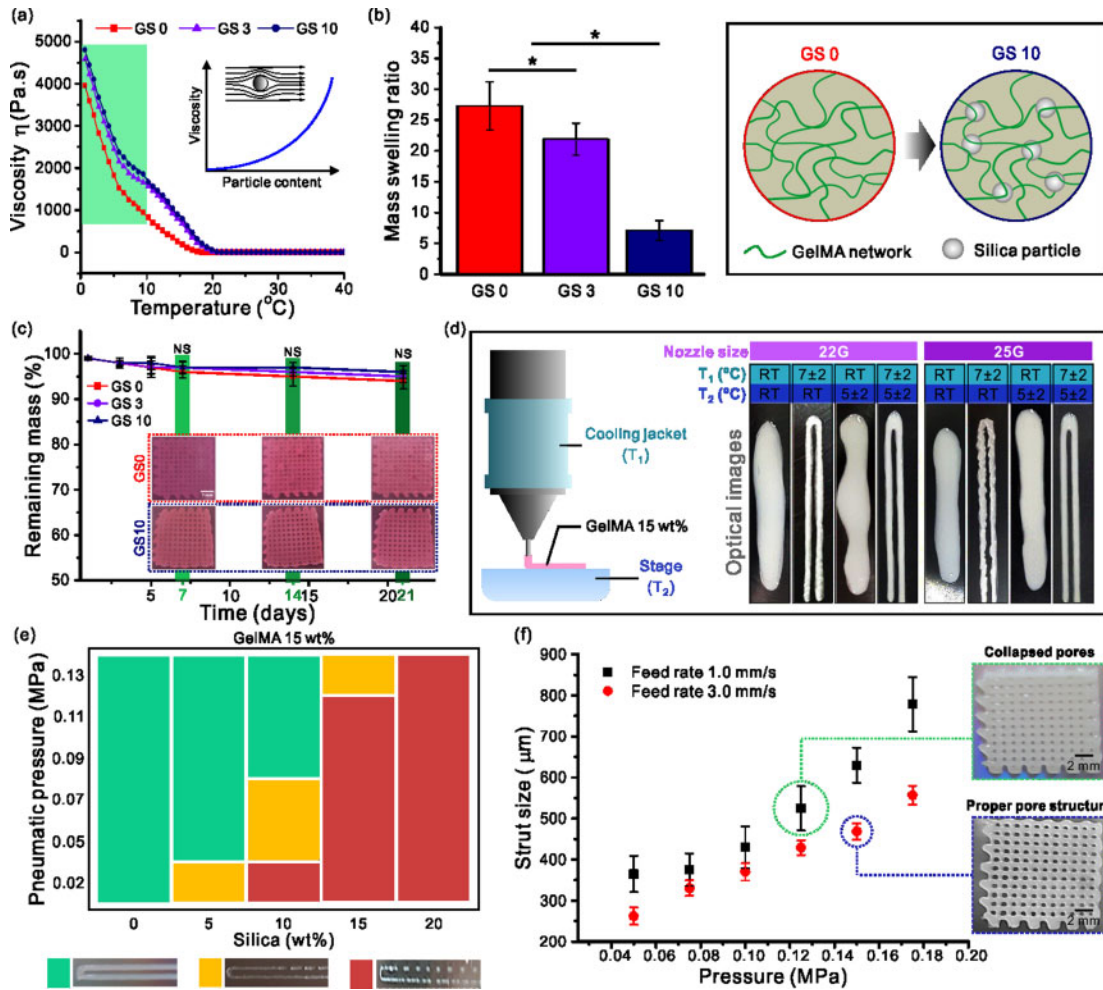 (a)
GS 0
GS 3
GS 10
Viscosity η (Pa.s)
5000
4000
3000
2000
1000
0
Viscosity
Particle content
0
10
20
30
40
Temperature (°C)
(b)
Mass swelling ratio
40
35
30
25
20
15
10
5
0
*
*
GS 0
GS 3
GS 10
GS 0
GS 10
GelMA network
Silica particle
(c)
Remaining mass (%)
100
90
80
70
60
50
NS
NS
NS
GS 0
GS 3
GS 10
GS0
GS10
5
7
14
15
20
21
Time (days)
(d)
Cooling jacket
(T1)
GelMA 15 wt%
Stage
(T2)
Nozzle size
22G
25G
T1 (°C)
RT
7±2
RT
7±2
RT
7±2
RT
7±2
T2 (°C)
RT
RT
5±2
5±2
RT
RT
5±2
5±2
Optical images
(e)
GelMA 15 wt%
Pneumatic pressure (MPa)
0.13
0.11
0.09
0.07
0.05
0.02
0
5
10
15
20
Silica (wt%)
(f)
Strut size ( μm)
900
800
700
600
500
400
300
200
Feed rate 1.0 mm/s
Feed rate 3.0 mm/s
0.04
0.06
0.08
0.10
0.12
0.14
0.16
0.18
0.20
Pressure (MPa)
Collapsed pores
2 mm
Proper pore structure
2 mm